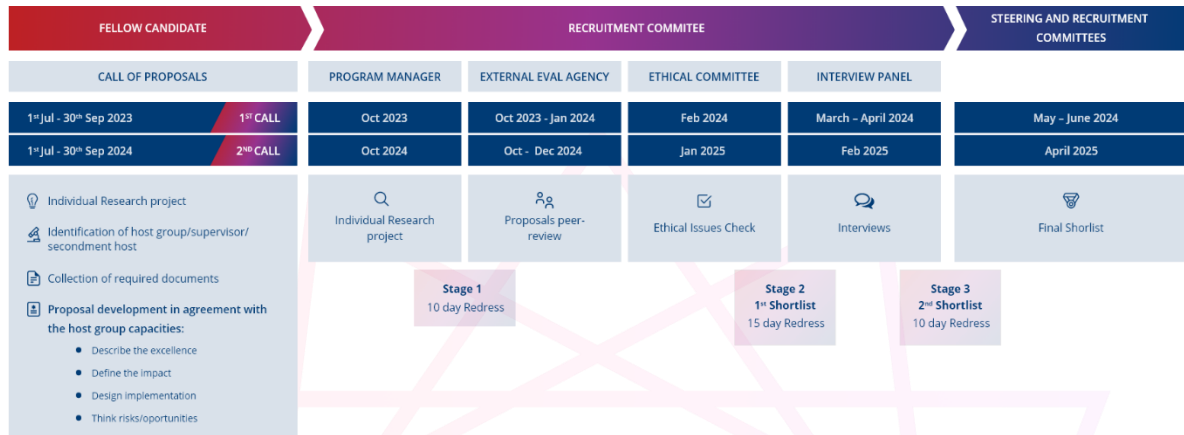 FELLOW CANDIDATE
RECRUITMENT COMMITEE
STEERING AND RECRUITMENT
COMMITTEES
CALL OF PROPOSALS
PROGRAM MANAGER
EXTERNAL EVAL AGENCY
ETHICAL COMMITTEE
INTERVIEW PANEL
1st Jul - 30th Sep 2023
1ST CALL
Oct 2023
Oct 2023 - Jan 2024
Feb 2024
March – April 2024
May – June 2024
1st Jul - 30th Sep 2024
2ND CALL
Oct 2024
Oct - Dec 2024
Jan 2025
Feb 2025
April 2025
Individual Research project
Identification of host group/supervisor/
secondment host
Collection of required documents
Proposal development in agreement with
the host group capacities:
Describe the excellence
Define the impact
Design implementation
Think risks/oportunities
Individual Research
project
Proposals peer-
review
Ethical Issues Check
Interviews
Final Shorlist
Stage 1
10 day Redress
Stage 2
1st Shortlist
15 day Redress
Stage 3
2nd Shortlist
10 day Redress